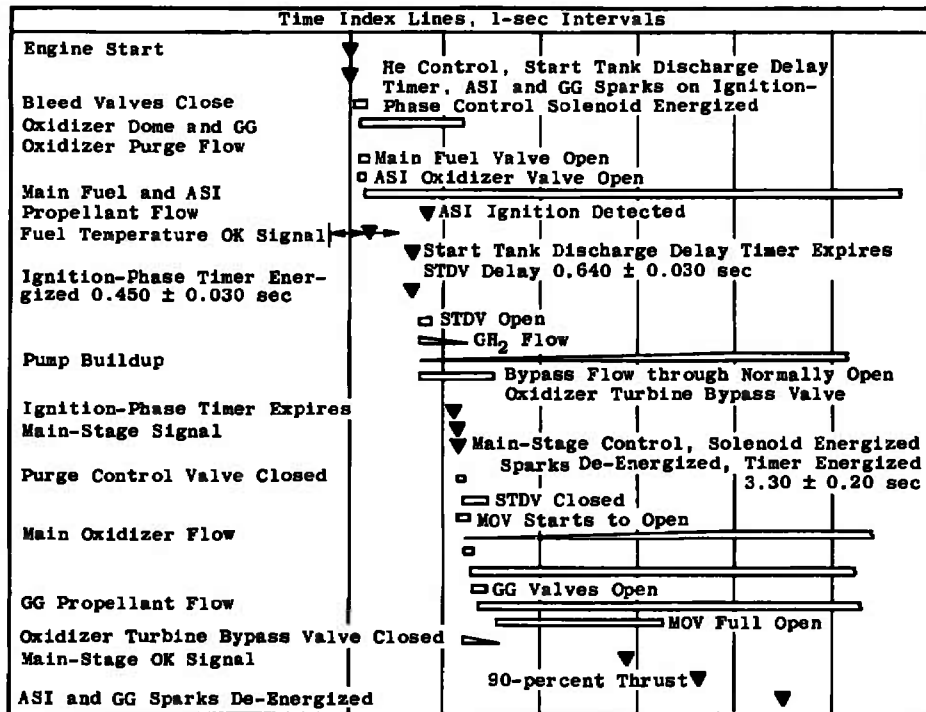 Time Index Lines, 1-sec Intervals
Engine Start
He Control, Start Tank Discharge Delay
Timer, ASI and GG Sparks on Ignition-
Bleed Valves Close
Phase Control Solenoid Energized
Oxidizer Dome and GG
Oxidizer Purge Flow
Main Fuel Valve Open
ASI Oxidizer Valve Open
Main Fuel and ASI
Propellant Flow
ASI Ignition Detected
Fuel Temperature OK Signal
Start Tank Discharge Delay Timer Expires
STDV Delay 0.640 ± 0.030 sec
Ignition-Phase Timer Ener-
gized 0.450 ± 0.030 sec
STDV Open
GH2 Flow
Pump Buildup
Bypass Flow through Normally Open
Oxidizer Turbine Bypass Valve
Ignition-Phase Timer Expires
Main-Stage Signal
Main-Stage Control, Solenoid Energized
Sparks De-Energized, Timer Energized
3.30 ± 0.20 sec
Purge Control Valve Closed
STDV Closed
MOV Starts to Open
Main Oxidizer Flow
GG Valves Open
GG Propellant Flow
MOV Full Open
Oxidizer Turbine Bypass Valve Closed
Main-Stage OK Signal
90-percent Thrust
ASI and GG Sparks De-Energized